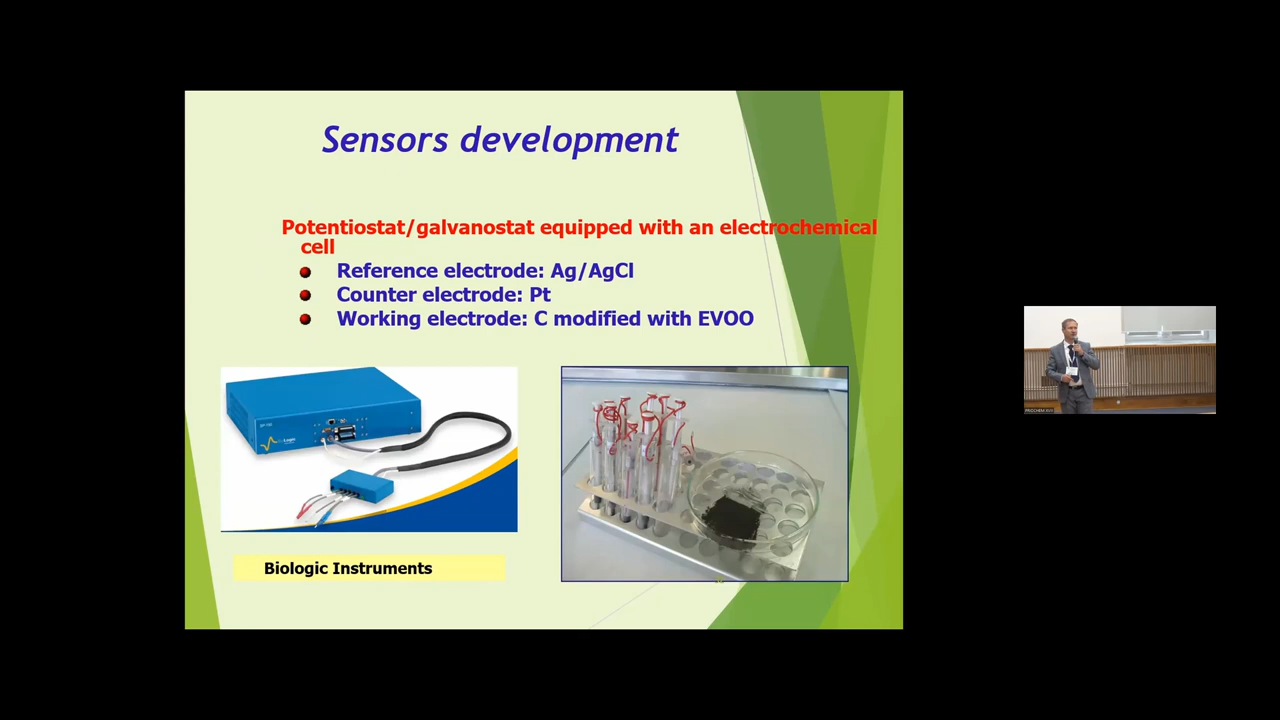 Sensors development
Potentiostat/galvanostat equipped with an electrochemical
cell
Reference electrode: Ag/AgCl
Counter electrode: Pt
Working electrode: C modified with EVOO
Biologic Instruments